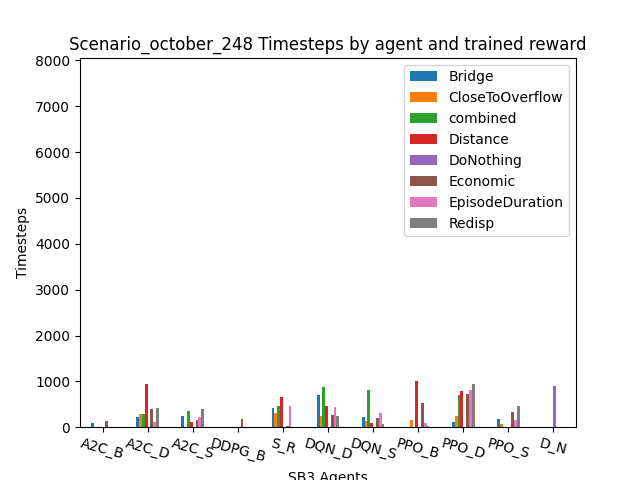 Scenario_october_248 Timesteps by agent and trained reward
8000
7000
6000
5000
4000
3000
2000
1000
0
Timesteps
Bridge
CloseToOverflow
combined
Distance
DoNothing
Economic
EpisodeDuration
Redisp
A2C_B
A2C_D
A2C_S
DDPG_B
S_R
DQN_D
DQN_S
PPO_B
PPO_D
PPO_S
D_N
SB3 Agents